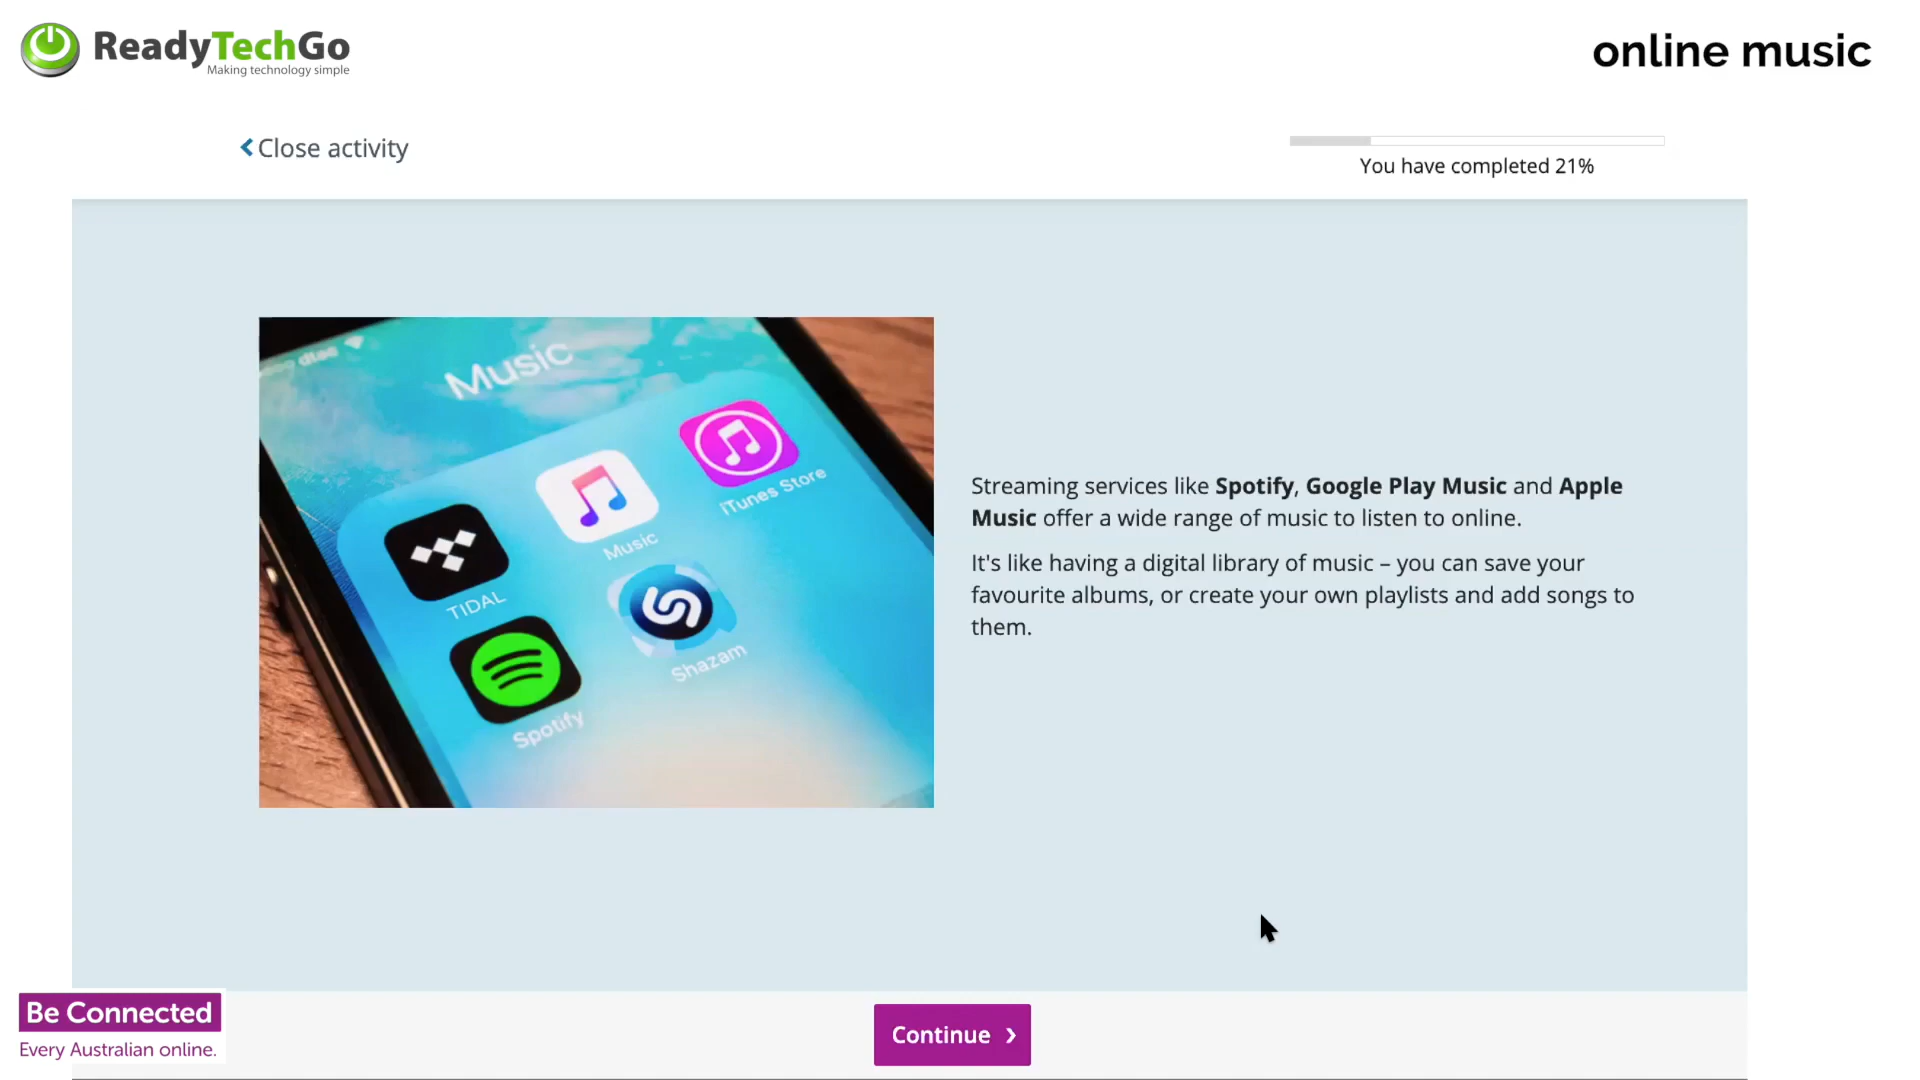 ReadyTechGo
Making technology simple
online music
Close activity
You have completed 21%
dtac
Music
iTunes Store
Music
TIDAL
Shazam
Spotify
Streaming services like Spotify, Google Play Music and Apple
Music offer a wide range of music to listen to online.
It's like having a digital library of music – you can save your
favourite albums, or create your own playlists and add songs to
them.
Be Connected
Every Australian online.
Continue